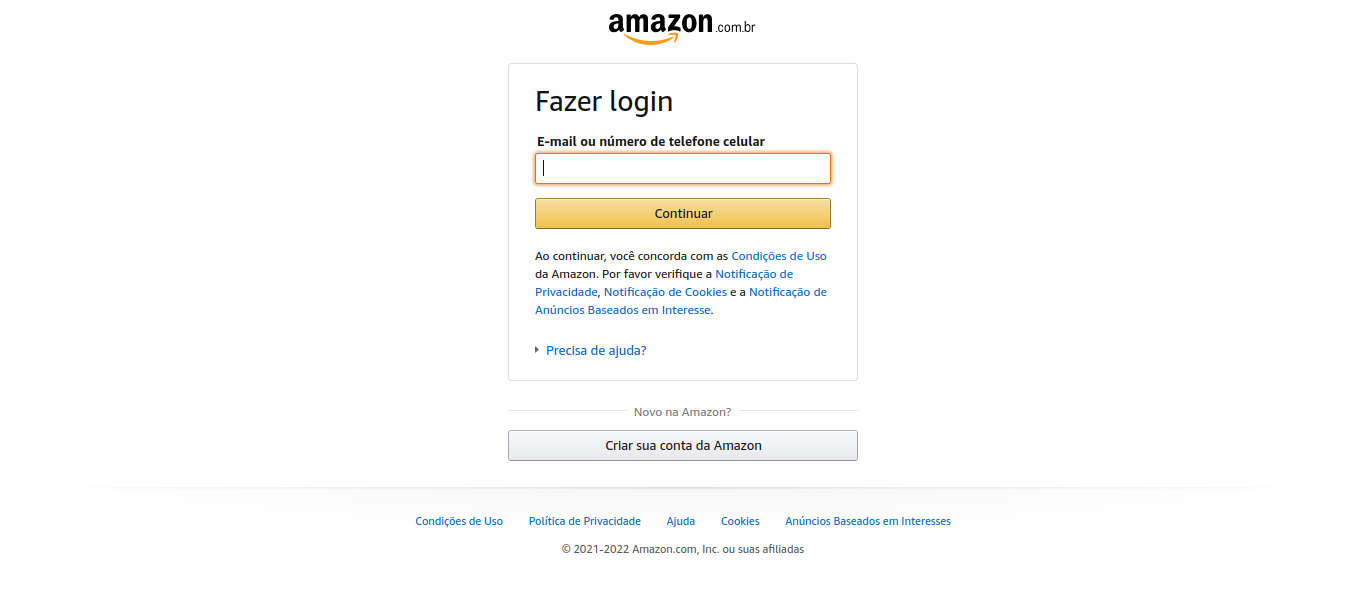 amazon.com.br
Fazer login
E-mail ou número de telefone celular
Continuar
Ao continuar, você concorda com as Condições de Uso
da Amazon. Por favor verifique a Notificação de
Privacidade, Notificação de Cookies e a Notificação de
Anúncios Baseados em Interesse.
Precisa de ajuda?
Novo na Amazon?
Criar sua conta da Amazon
Condições de Uso Política de Privacidade Ajuda Cookies Anúncios Baseados em Interesses
© 2021-2022 Amazon.com, Inc. ou suas afiliadas